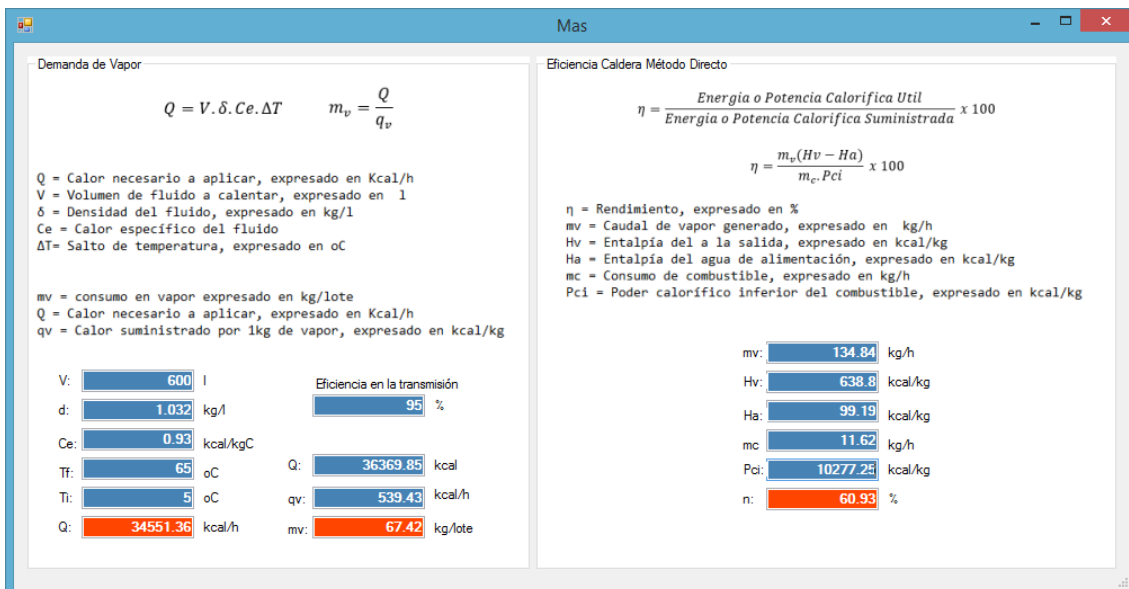 Mas
Demanda de Vapor
Q = V. δ. Ce. ΔT
m_v = Q / q_v
Q = Calor necesario a aplicar, expresado en Kcal/h
V = Volumen de fluido a calentar, expresado en l
δ = Densidad del fluido, expresado en kg/l
Ce = Calor específico del fluido
ΔT= Salto de temperatura, expresado en oC
mv = consumo en vapor expresado en kg/lote
Q = Calor necesario a aplicar, expresado en Kcal/h
qv = Calor suministrado por 1kg de vapor, expresado en kcal/kg
V: 600 l
d: 1.032 kg/l
Ce: 0.93 kcal/kgC
Tf: 65 oC
Ti: 5 oC
Q: 34551.36 kcal/h
Eficiencia en la transmisión
95 %
Q: 36369.85 kcal
qv: 539.43 kcal/h
mv: 67.42 kg/lote
Eficiencia Caldera Método Directo
η = Energia o Potencia Calorifica Util / Energia o Potencia Calorifica Suministrada x 100
η = m_v(Hv − Ha) / m_c. Pci x 100
η = Rendimiento, expresado en %
mv = Caudal de vapor generado, expresado en kg/h
Hv = Entalpía del a la salida, expresado en kcal/kg
Ha = Entalpía del agua de alimentación, expresado en kcal/kg
mc = Consumo de combustible, expresado en kg/h
Pci = Poder calorífico inferior del combustible, expresado en kcal/kg
mv: 134.84 kg/h
Hv: 638.8 kcal/kg
Ha: 99.19 kcal/kg
mc 11.62 kg/h
Pci: 10277.25 kcal/kg
n: 60.93 %